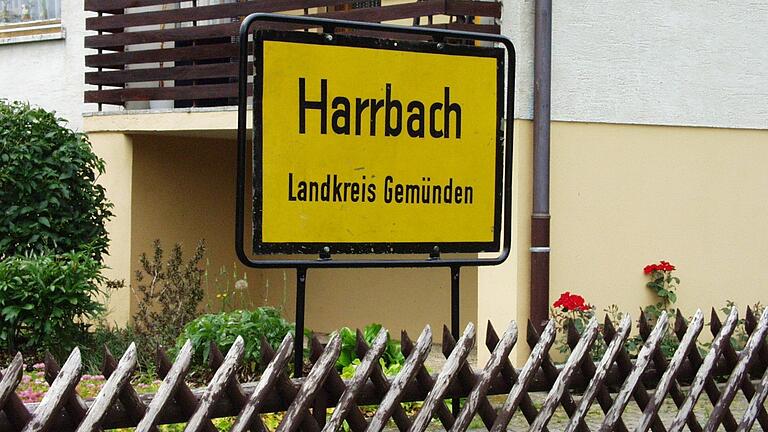 Harrbach
Landkreis Gemünden